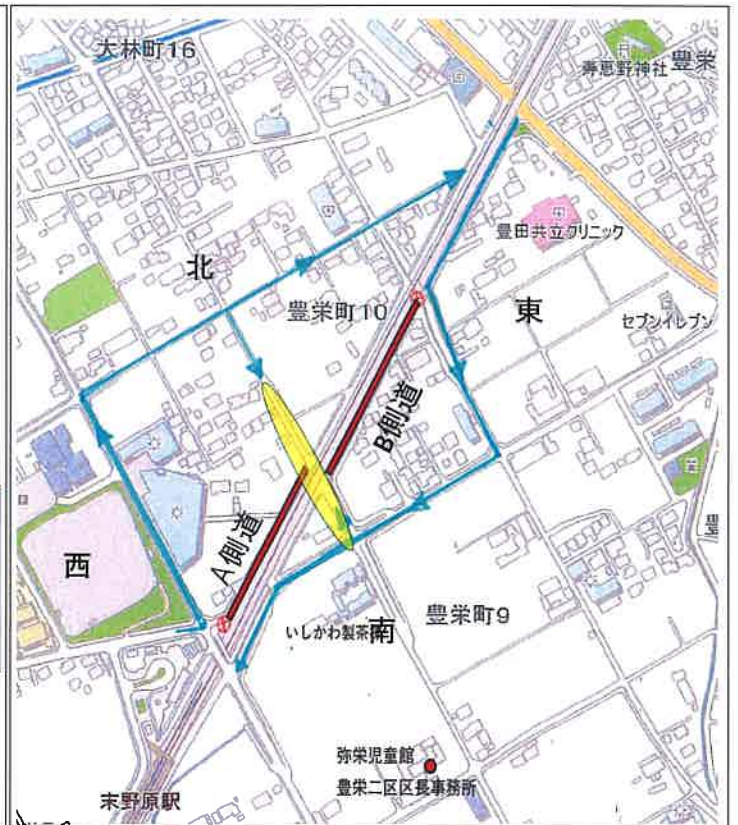 大林町16
寿恵野神社
豊栄
豊田共立クリニック
北
豊栄町10
東
セブンイレブン
B側道
A側道
西
豊
いしかわ製茶
南
豊栄町9
弥栄児童館
豊栄二区区長事務所
末野原駅